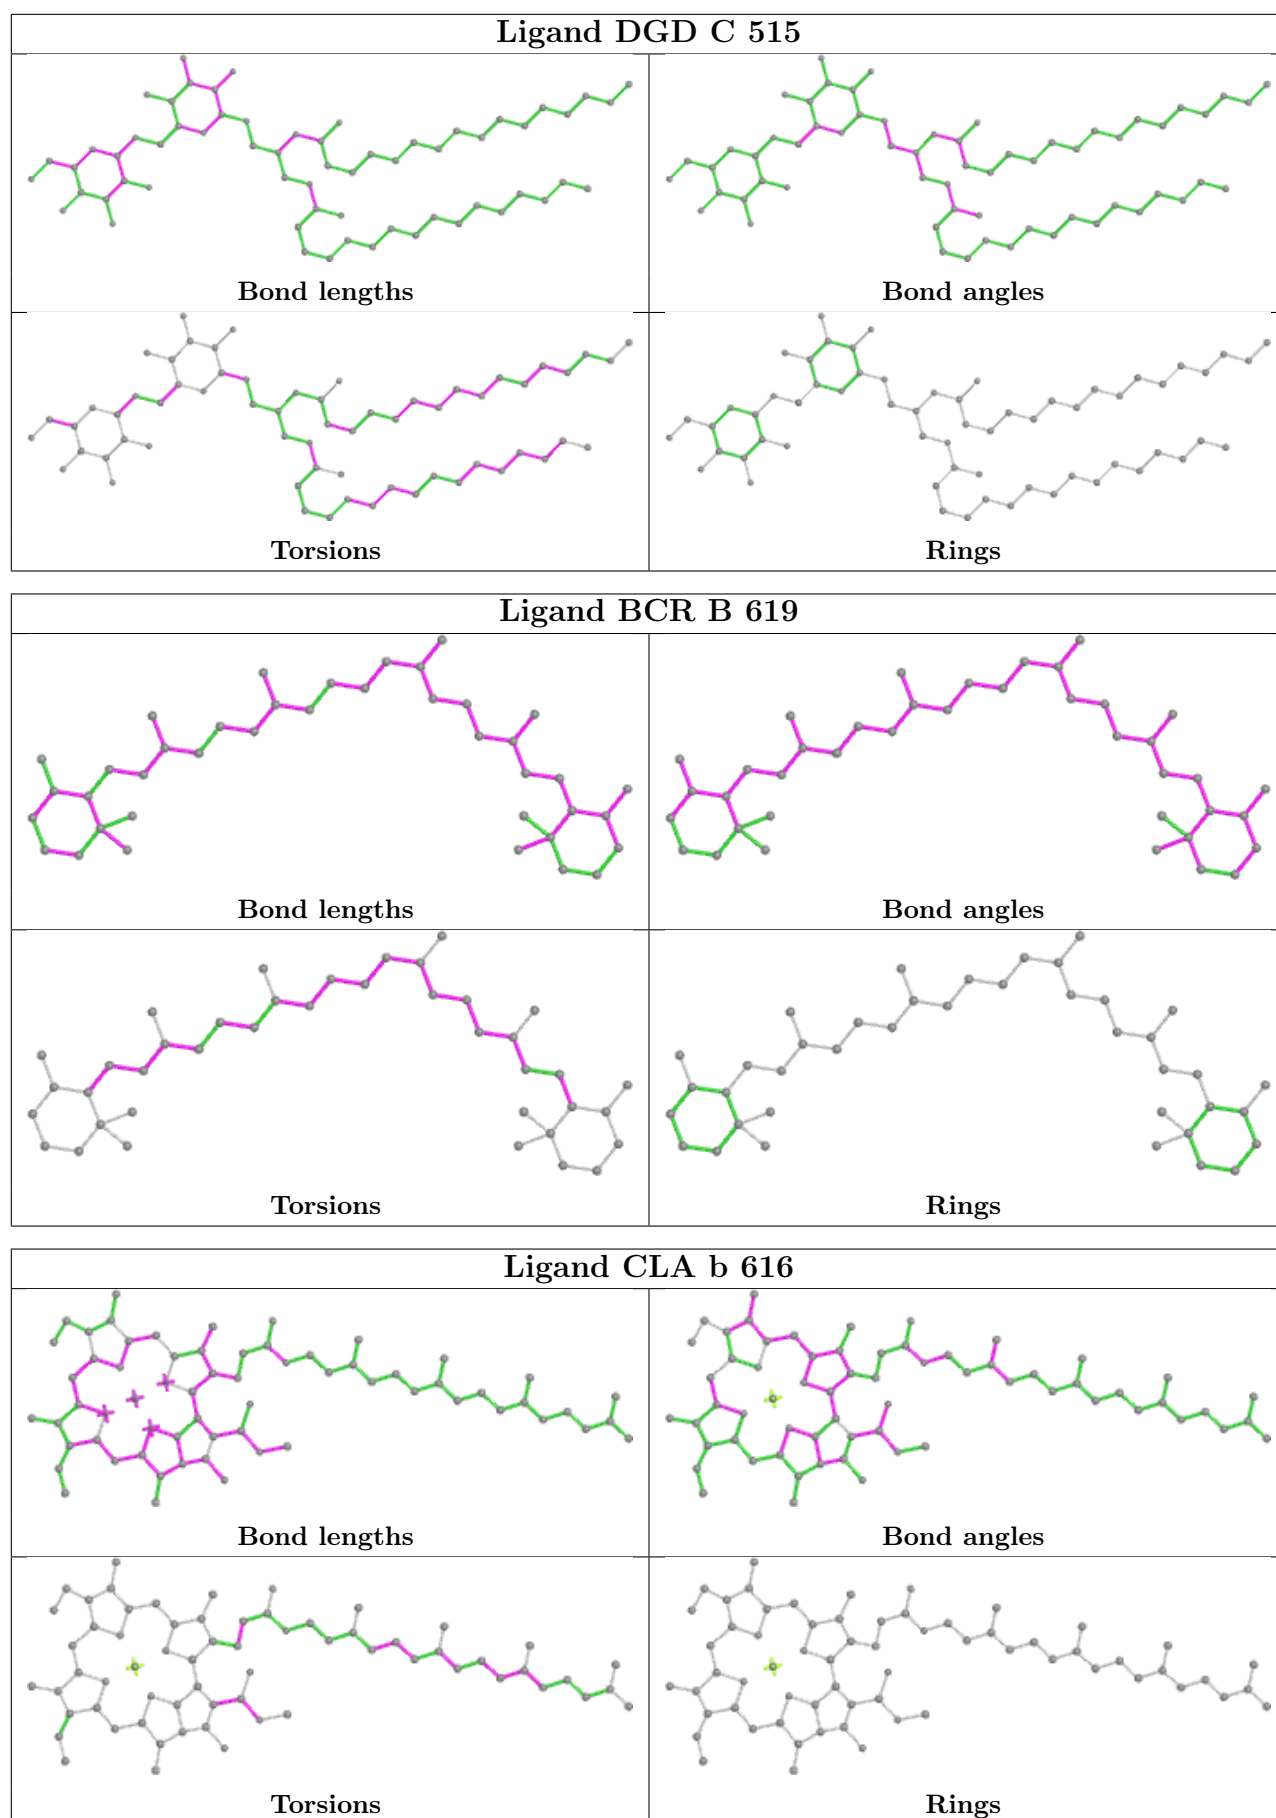 Ligand DGD C 515
Bond lengths
Bond angles
Torsions
Rings
Ligand BCR B 619
Bond lengths
Bond angles
Torsions
Rings
Ligand CLA b 616
Bond lengths
Bond angles
Torsions
Rings